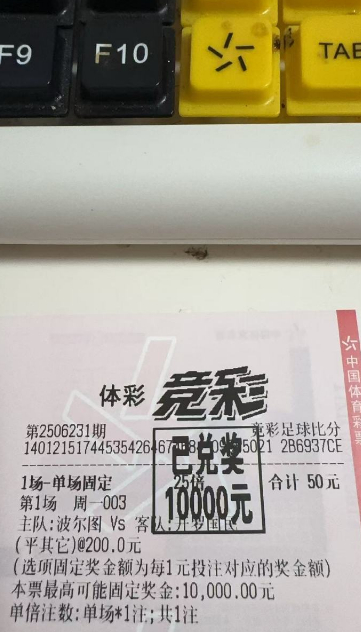 F9
F10
TAB
体彩 竞彩
中国体育彩票
第2506231期
竞彩足球比分
2B6937CE
已兑奖
10000元
1场-单场固定 25倍 合计 50元
第1场 周一003
主队:波尔图 Vs 客队:开罗国民
(平其它)@200.0元
(选项固定奖金额为每1元投注对应的奖金额)
本票最高可能固定奖金:10,000.00元
单倍注数:单场*1注;共1注